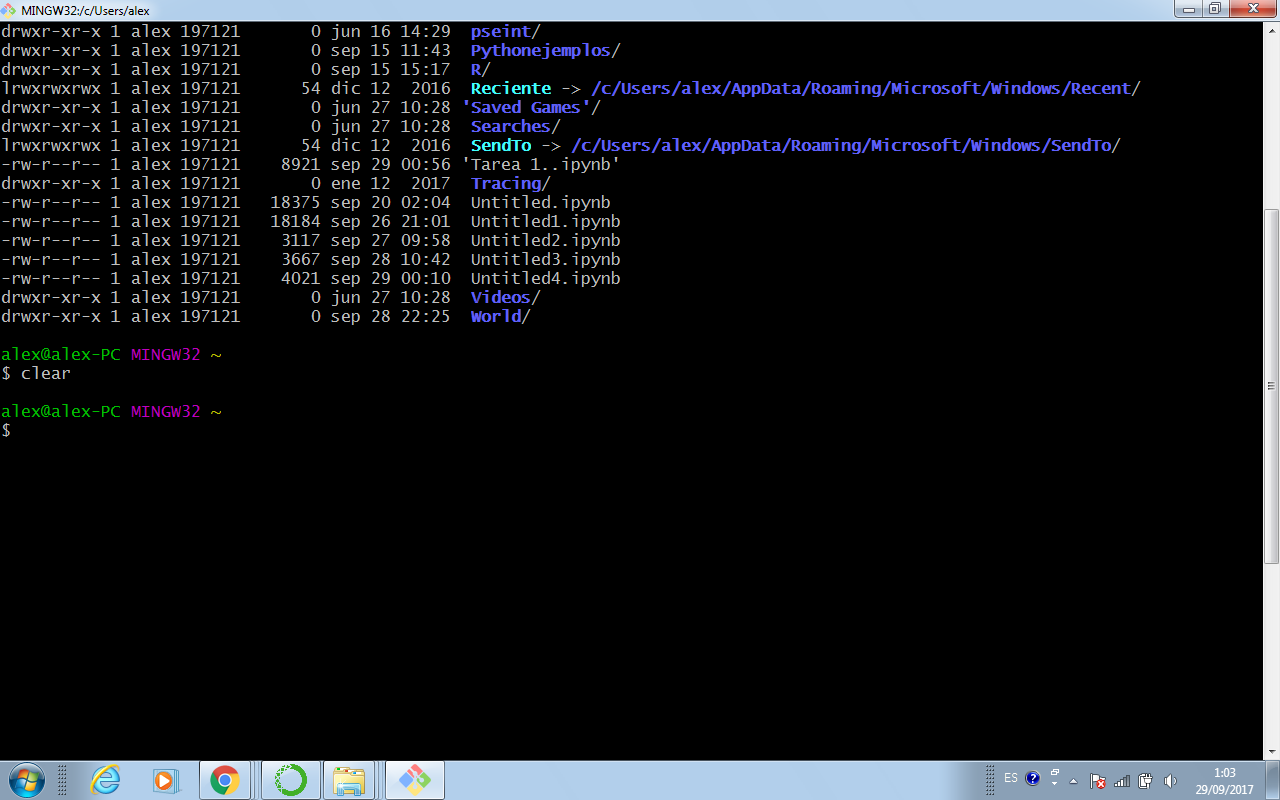 MINGW32:/c/Users/alex
drwxr-xr-x 1 alex 197121       0 jun 16 14:29  pseint/
drwxr-xr-x 1 alex 197121       0 sep 15 11:43  Pythonejemplos/
drwxr-xr-x 1 alex 197121       0 sep 15 15:17  R/
lrwxrwxrwx 1 alex 197121      54 dic 12  2016  Reciente -> /c/Users/alex/AppData/Roaming/Microsoft/Windows/Recent/
drwxr-xr-x 1 alex 197121       0 jun 27 10:28 'Saved Games'/
drwxr-xr-x 1 alex 197121       0 jun 27 10:28  Searches/
lrwxrwxrwx 1 alex 197121      54 dic 12  2016  SendTo -> /c/Users/alex/AppData/Roaming/Microsoft/Windows/SendTo/
-rw-r--r-- 1 alex 197121    8921 sep 29 00:56 'Tarea 1..ipynb'
drwxr-xr-x 1 alex 197121       0 ene 12  2017  Tracing/
-rw-r--r-- 1 alex 197121   18375 sep 20 02:04  Untitled.ipynb
-rw-r--r-- 1 alex 197121   18184 sep 26 21:01  Untitled1.ipynb
-rw-r--r-- 1 alex 197121    3117 sep 27 09:58  Untitled2.ipynb
-rw-r--r-- 1 alex 197121    3667 sep 28 10:42  Untitled3.ipynb
-rw-r--r-- 1 alex 197121    4021 sep 29 00:10  Untitled4.ipynb
drwxr-xr-x 1 alex 197121       0 jun 27 10:28  Videos/
drwxr-xr-x 1 alex 197121       0 sep 28 22:25  World/
alex@alex-PC MINGW32 ~
$ clear
alex@alex-PC MINGW32 ~
$
ES
1:03
29/09/2017